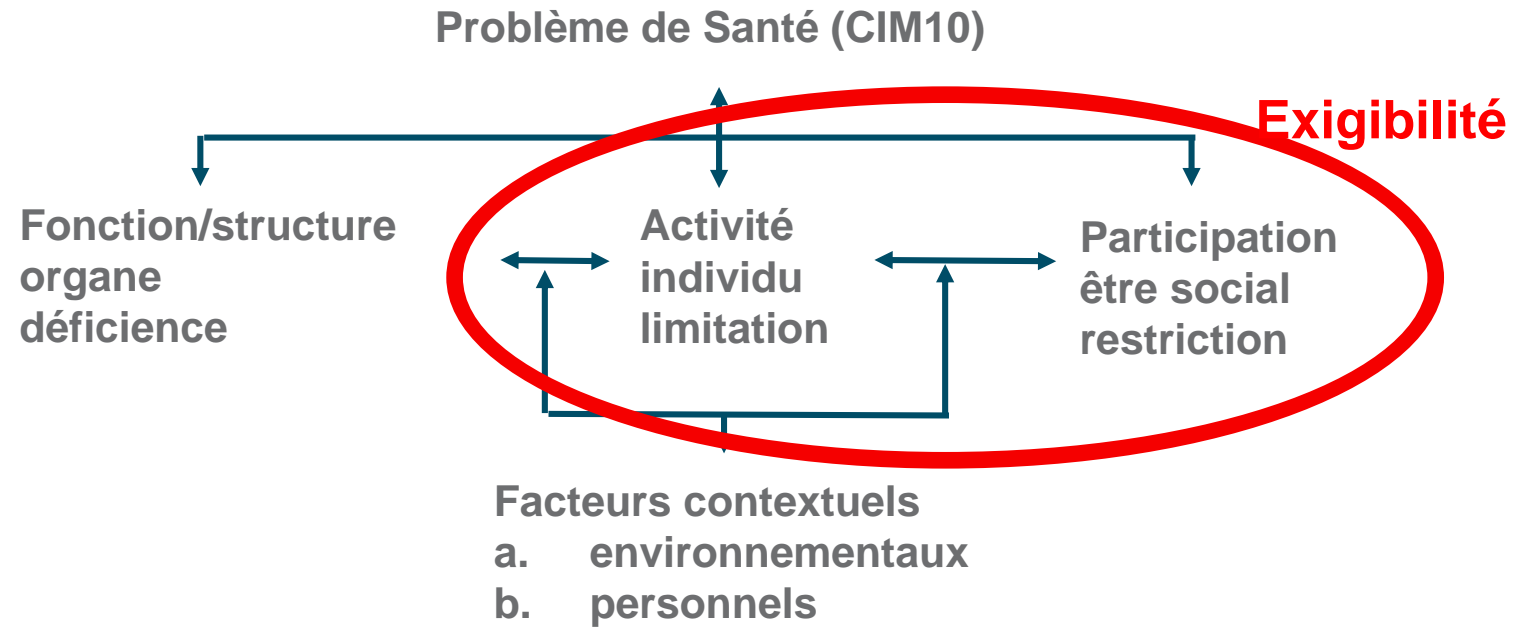 Problème de Santé (CIM10)
Exigibilité
Fonction/structure
organe
déficience
Activité
individu
limitation
Participation
être social
restriction
Facteurs contextuels
a. environnementaux
b. personnels